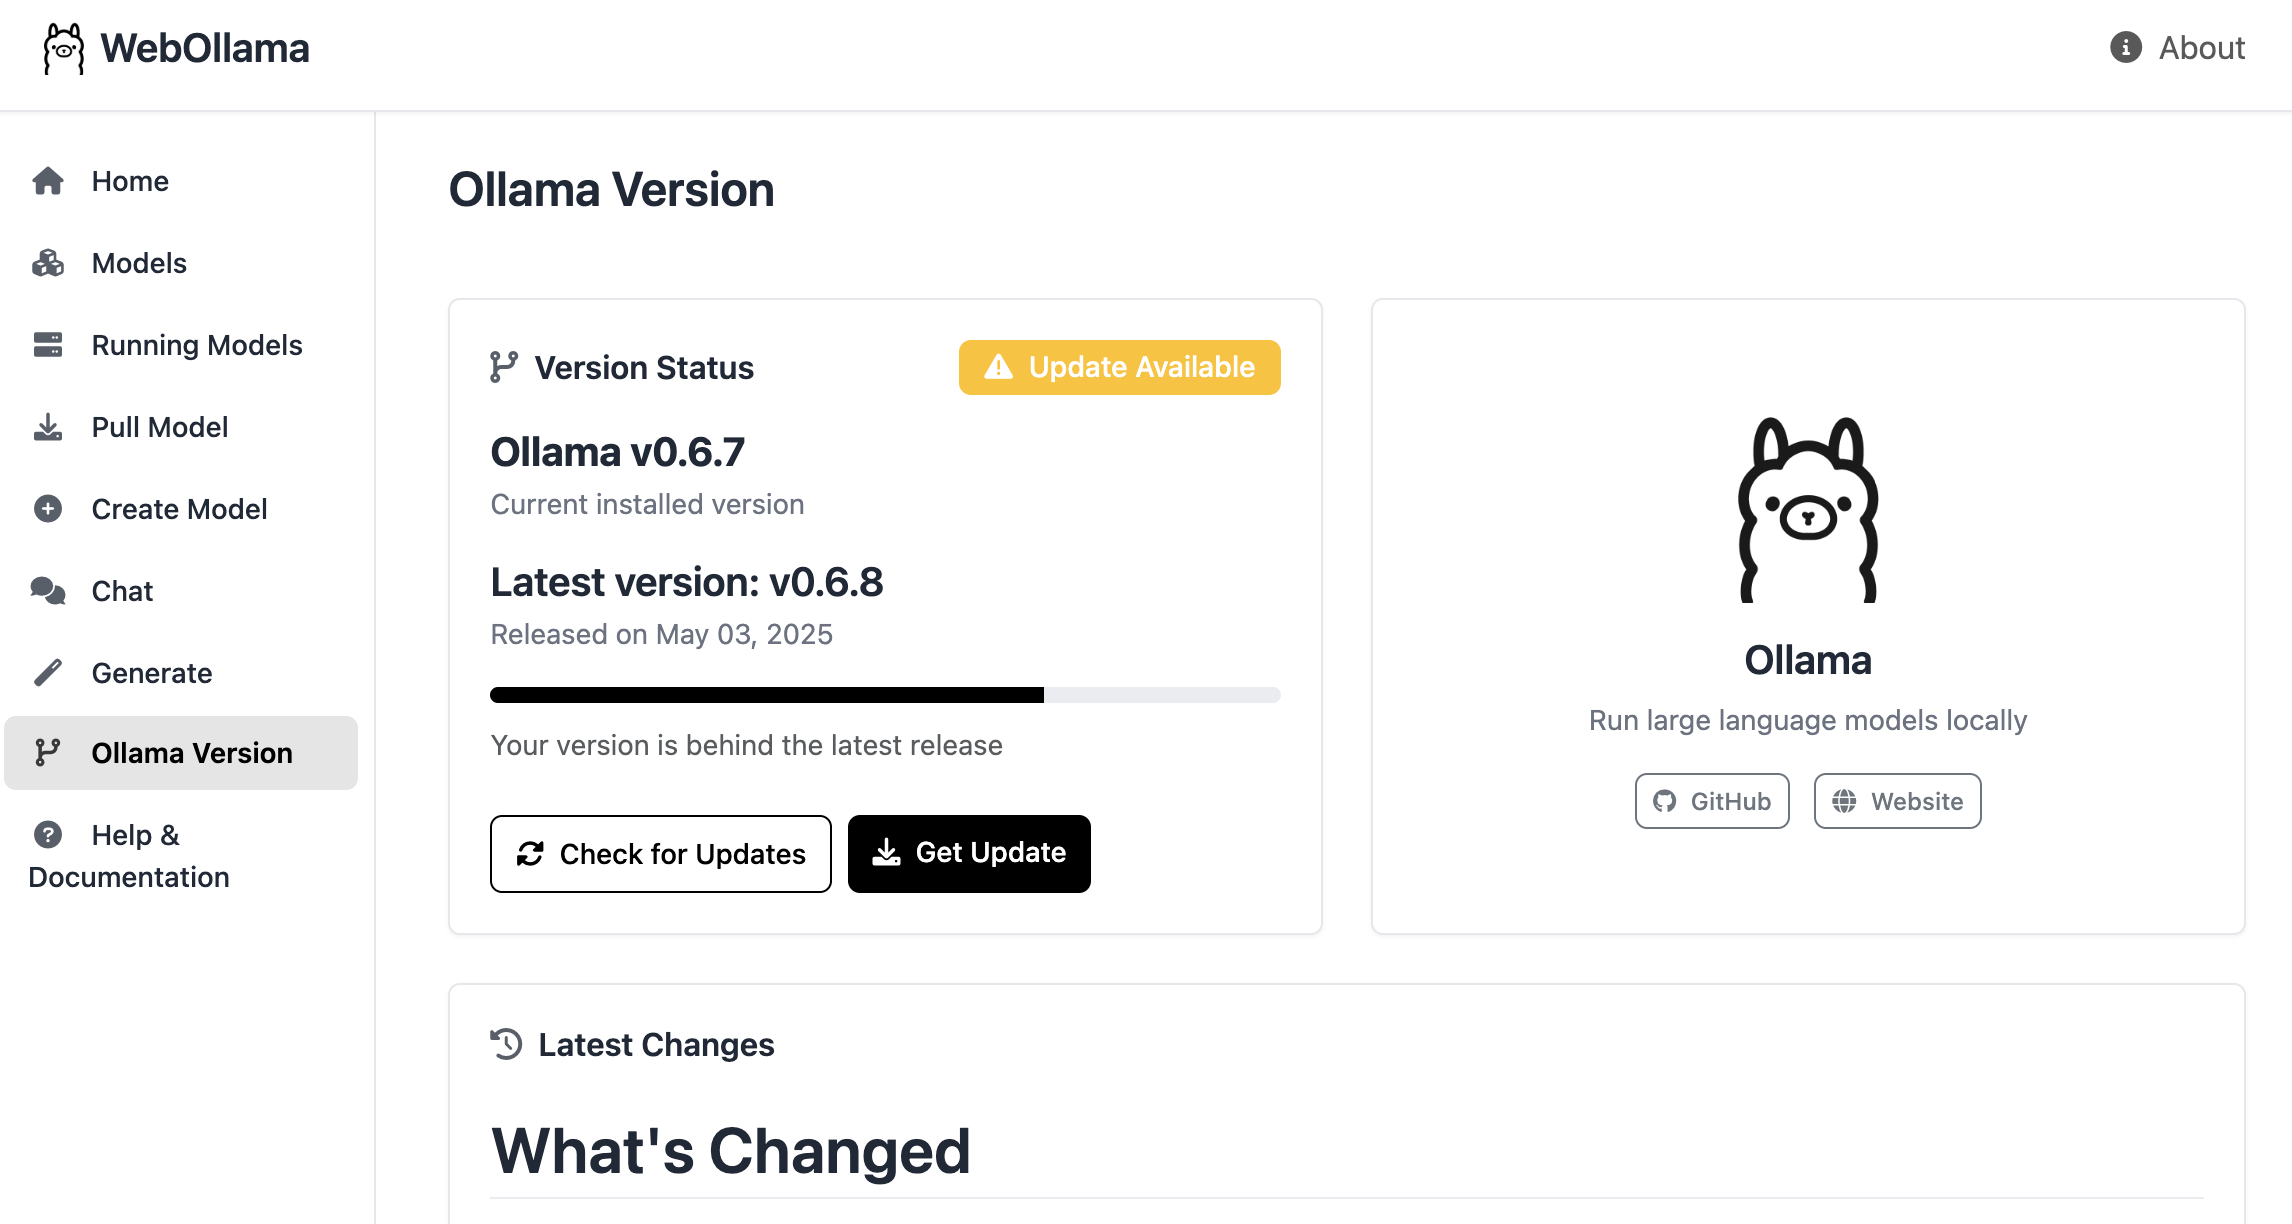 WebOllama
About
Home
Models
Running Models
Pull Model
Create Model
Chat
Generate
Ollama Version
Help &
Documentation
Ollama Version
Version Status
Update Available
Ollama v0.6.7
Current installed version
Latest version: v0.6.8
Released on May 03, 2025
Your version is behind the latest release
Check for Updates
Get Update
Ollama
Run large language models locally
GitHub
Website
Latest Changes
What's Changed